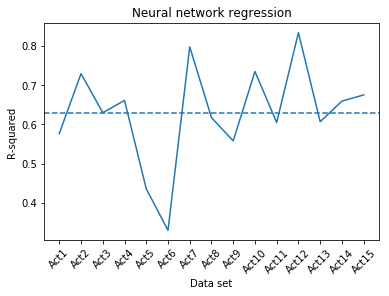 Neural network regression
R-squared
0.8
0.7
0.6
0.5
0.4
Act1 Act2 Act3 Act4 Act5 Act6 Act7 Act8 Act9 Act10 Act11 Act12 Act13 Act14 Act15
Data set